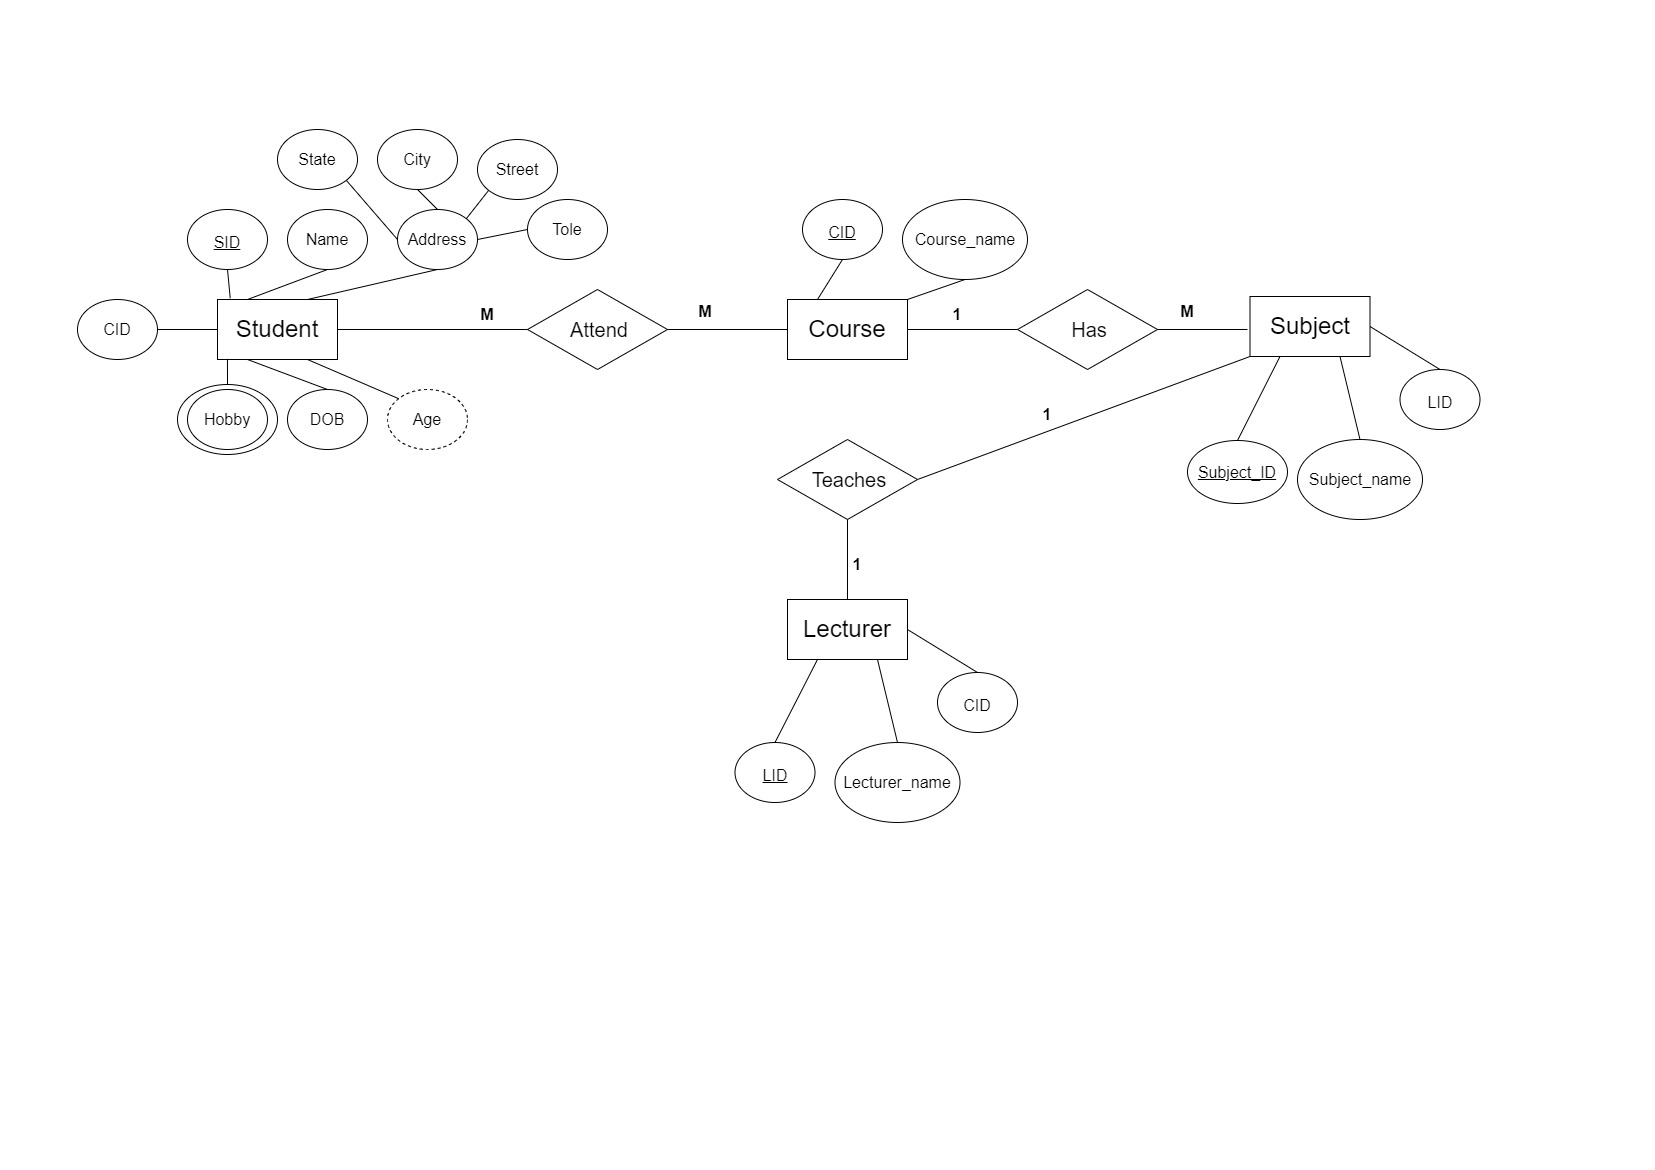 State
City
Street
Tole
SID
Name
Address
CID
Course_name
CID
Student
M
Attend
M
Course
1
Has
M
Subject
Hobby
DOB
Age
1
LID
Teaches
Subject_ID
Subject_name
1
Lecturer
CID
LID
Lecturer_name